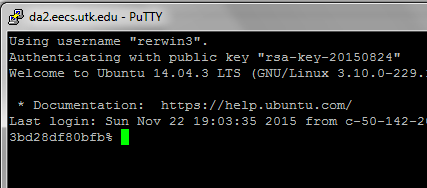 da2.eecs.utk.edu - PuTTY
Using username "rerwin3".
Authenticating with public key "rsa-key-20150824"
Welcome to Ubuntu 14.04.3 LTS (GNU/Linux 3.10.0-229.
* Documentation: https://help.ubuntu.com/
Last login: Sun Nov 22 19:03:35 2015 from c-50-142-20
3bd28df80bfb%